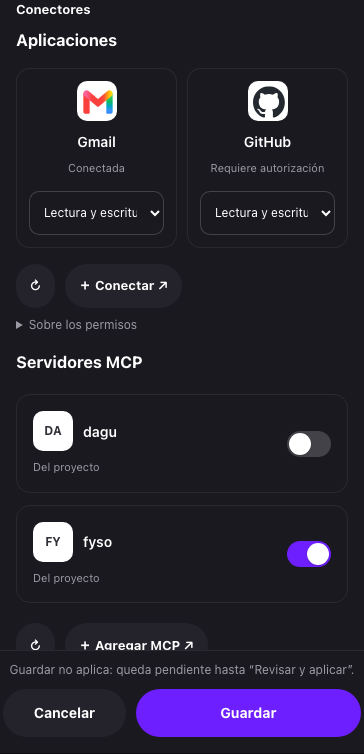 Conectores
Aplicaciones
Gmail
Conectada
Lectura y escritu
GitHub
Requiere autorización
Lectura y escritu
↻
+ Conectar ↗
▶ Sobre los permisos
Servidores MCP
DA
dagu
Del proyecto
FY
fyso
Del proyecto
↻
+ Agregar MCP ↗
Guardar no aplica: queda pendiente hasta “Revisar y aplicar”.
Cancelar
Guardar